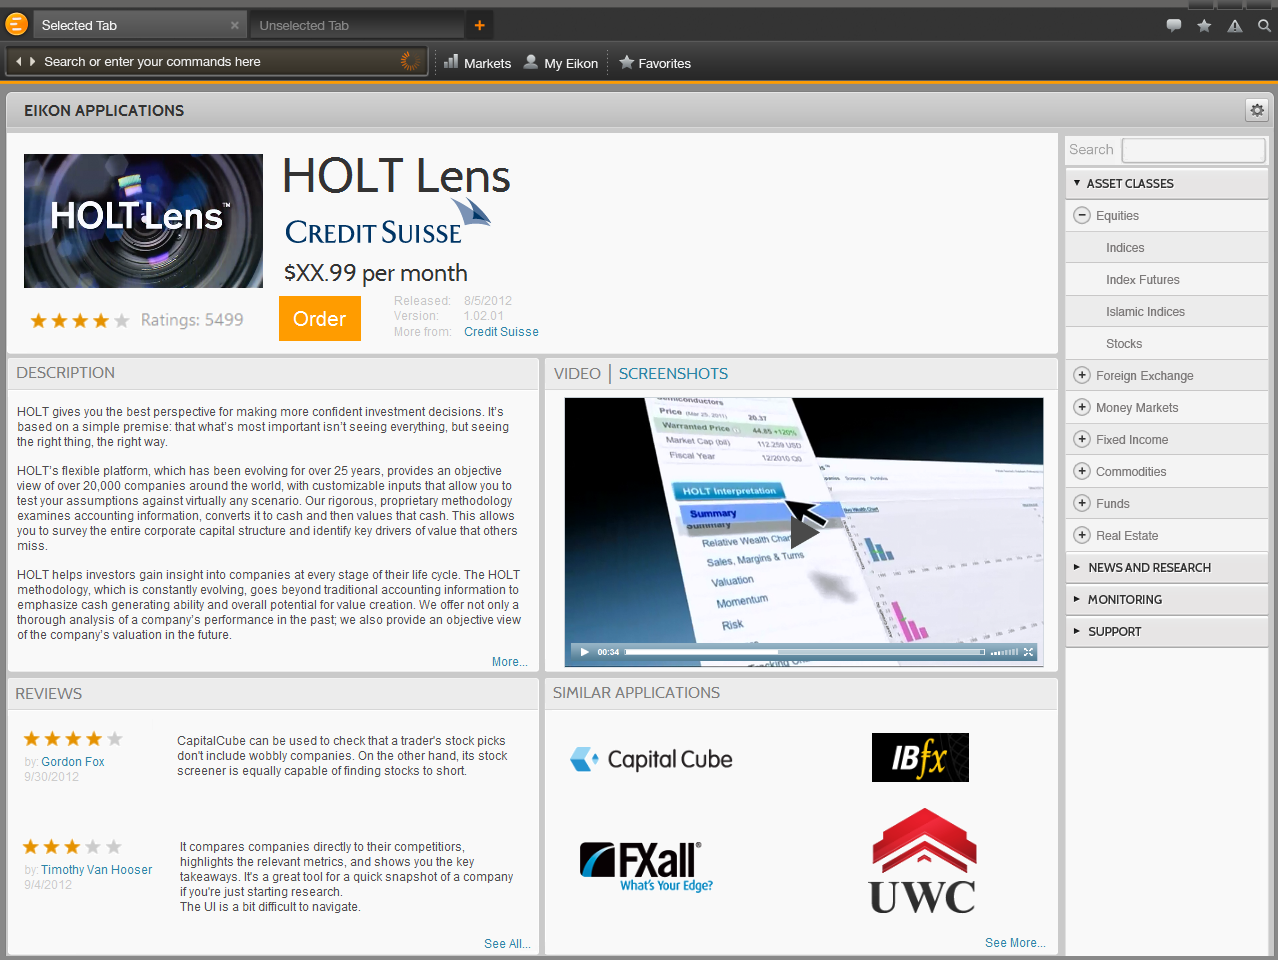 Selected Tab
Unselected Tab
Search or enter your commands here
Markets
My Eikon
Favorites
EIKON APPLICATIONS
HOLTLens™
Ratings: 5499
HOLT Lens
CREDIT SUISSE
$XX.99 per month
Order
Released: 8/5/2012
Version: 1.02.01
More from: Credit Suisse
DESCRIPTION
HOLT gives you the best perspective for making more confident investment decisions. It's
based on a simple premise: that what's most important isn't seeing everything, but seeing
the right thing, the right way.
HOLT's flexible platform, which has been evolving for over 25 years, provides an objective
view of over 20,000 companies around the world, with customizable inputs that allow you to
test your assumptions against virtually any scenario. Our rigorous, proprietary methodology
examines accounting information, converts it to cash and then values that cash. This allows
you to survey the entire corporate capital structure and identify key drivers of value that others
miss.
HOLT helps investors gain insight into companies at every stage of their life cycle. The HOLT
methodology, which is constantly evolving, goes beyond traditional accounting information to
emphasize cash generating ability and overall potential for value creation. We offer not only a
thorough analysis of a company's performance in the past; we also provide an objective view
of the company's valuation in the future.
More...
VIDEO | SCREENSHOTS
Semiconductors
Price (Mar 25, 2011) 20.37
Warranted Price 44.85 +120%
Market Cap (bil) 112.259 USD
Fiscal Year 12/2010 Q0
HOLT Interpretation
Summary
Summary
Relative Wealth Chart
Sales, Margins & Turns
Valuation
Momentum
Risk
00:34
REVIEWS
by: Gordon Fox
9/30/2012
CapitalCube can be used to check that a trader's stock picks
don't include wobbly companies. On the other hand, its stock
screener is equally capable of finding stocks to short.
by: Timothy Van Hooser
9/4/2012
It compares companies directly to their competitors,
highlights the relevant metrics, and shows you the key
takeaways. It's a great tool for a quick snapshot of a company
if you're just starting research.
The UI is a bit difficult to navigate.
See All...
SIMILAR APPLICATIONS
Capital Cube
IBfx
FXall®
What's Your Edge?
UWC
See More...
Search
ASSET CLASSES
Equities
Indices
Index Futures
Islamic Indices
Stocks
Foreign Exchange
Money Markets
Fixed Income
Commodities
Funds
Real Estate
NEWS AND RESEARCH
MONITORING
SUPPORT